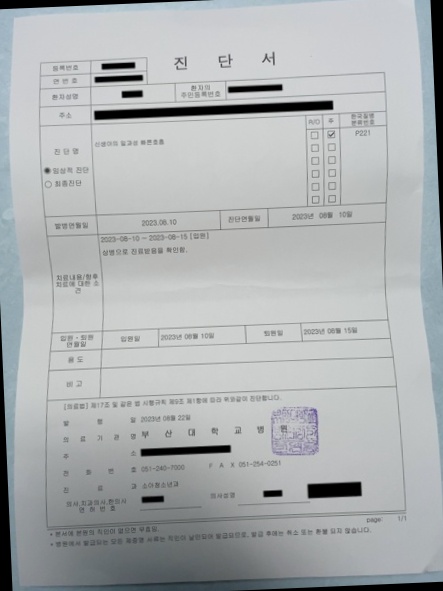 진 단 서
등록번호
연 번 호
환자성명
환자의
주민등록번호
주소
진 단 명
임상적 진단
최종진단
신생아의 일과성 빠른호흡
R/O
주
한국질병
분류번호
P221
발병연월일
2023.08.10
진단연월일
2023년 08월 10일
치료내용/향후
치료에 대한 소
견
2023-08-10 ~ 2023-08-15 [입원]
상병으로 진료받음을 확인함.
입원·퇴원
연월일
입원일
2023년 08월 10일
퇴원일
2023년 08월 15일
용 도
비 고
[의료법] 제17조 및 같은 법 시행규칙 제9조 제1항에 따라 위와같이 진단합니다.
발 행 일 2023년 08월 22일
의 료 기 관 명 부 산 대 학 교 병 원
주 소
전 화 번 호 051-240-7000 F A X 051-254-0251
진 료 과 소아청소년과
의사,치과의사,한의사
면 허 번 호
의사성명
page: 1/1
* 본서에 본원의 직인이 없으면 무효임.
* 병원에서 발급되는 모든 제증명 서류는 직인이 날인되어 발급되므로, 발급 후에는 취소 또는 환불 되지 않습니다.